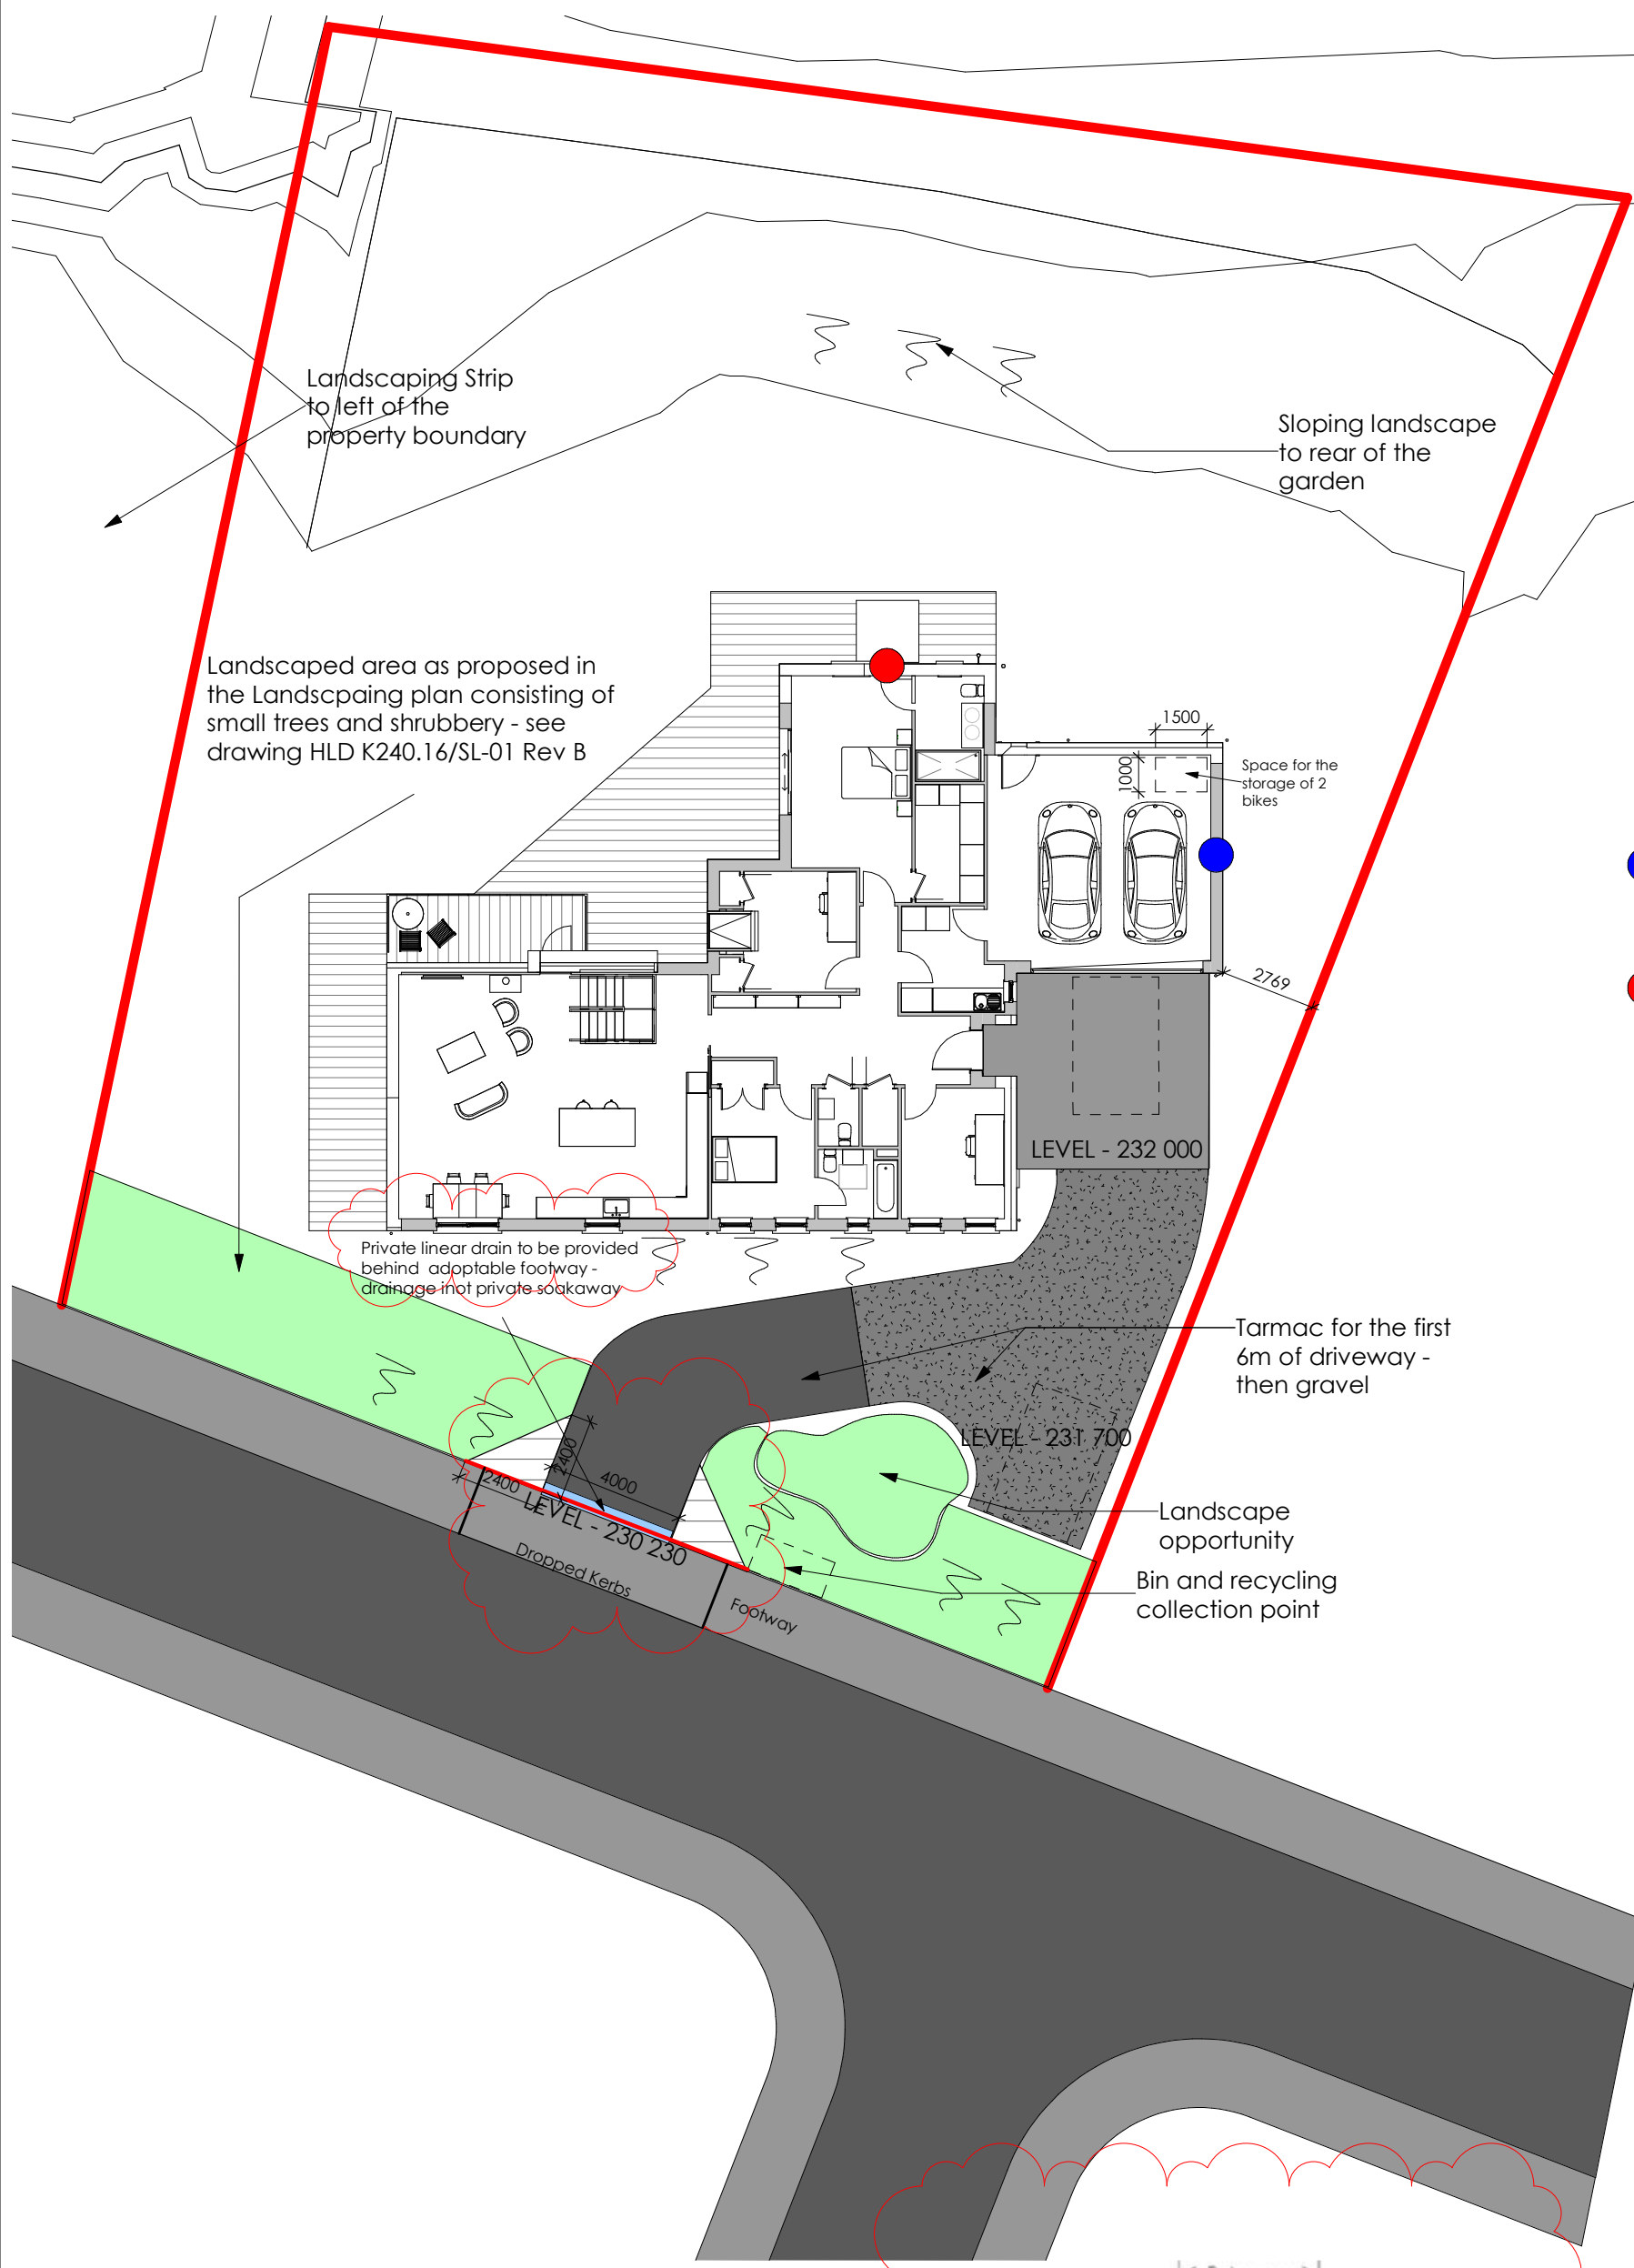 Landscaping Strip
to left of the
property boundary
Sloping landscape
to rear of the
garden
Landscaped area as proposed in
the Landscpaing plan consisting of
small trees and shrubbery - see
drawing HLD K240.16/SL-01 Rev B
1500
1000
Space for the
storage of 2
bikes
2769
LEVEL - 232 000
Private linear drain to be provided
behind adoptable footway -
drainage inot private soakaway
Tarmac for the first
6m of driveway -
then gravel
LEVEL - 231 700
2400
2400
4000
LEVEL - 230 230
Dropped Kerbs
Footway
Landscape
opportunity
Bin and recycling
collection point